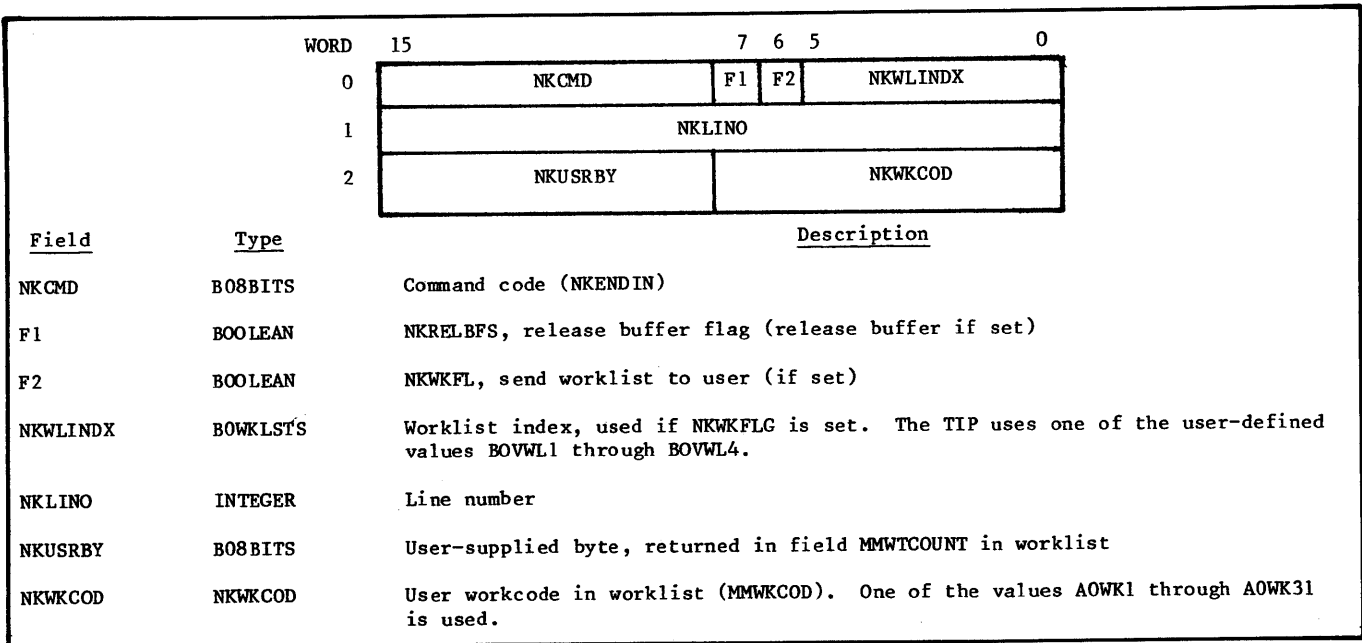 WORD 15 7 6 5 0
0 NKCMD F1 F2 NKWLINDX
1 NKLINO
2 NKUSRBY NKWKCOD
Field Type Description
NKCMD B08BITS Command code (NKENDIN)
F1 BOOLEAN NKRELBFS, release buffer flag (release buffer if set)
F2 BOOLEAN NKWKFL, send worklist to user (if set)
NKWLINDX BOWKLSTS Worklist index, used if NKWKFLG is set. The TIP uses one of the user-defined
values BOVWL1 through BOVWL4.
NKLINO INTEGER Line number
NKUSRBY B08BITS User-supplied byte, returned in field MMWTCOUNT in worklist
NKWKCOD NKWKCOD User workcode in worklist (MMWKCOD). One of the values AOWK1 through AOWK31
is used.